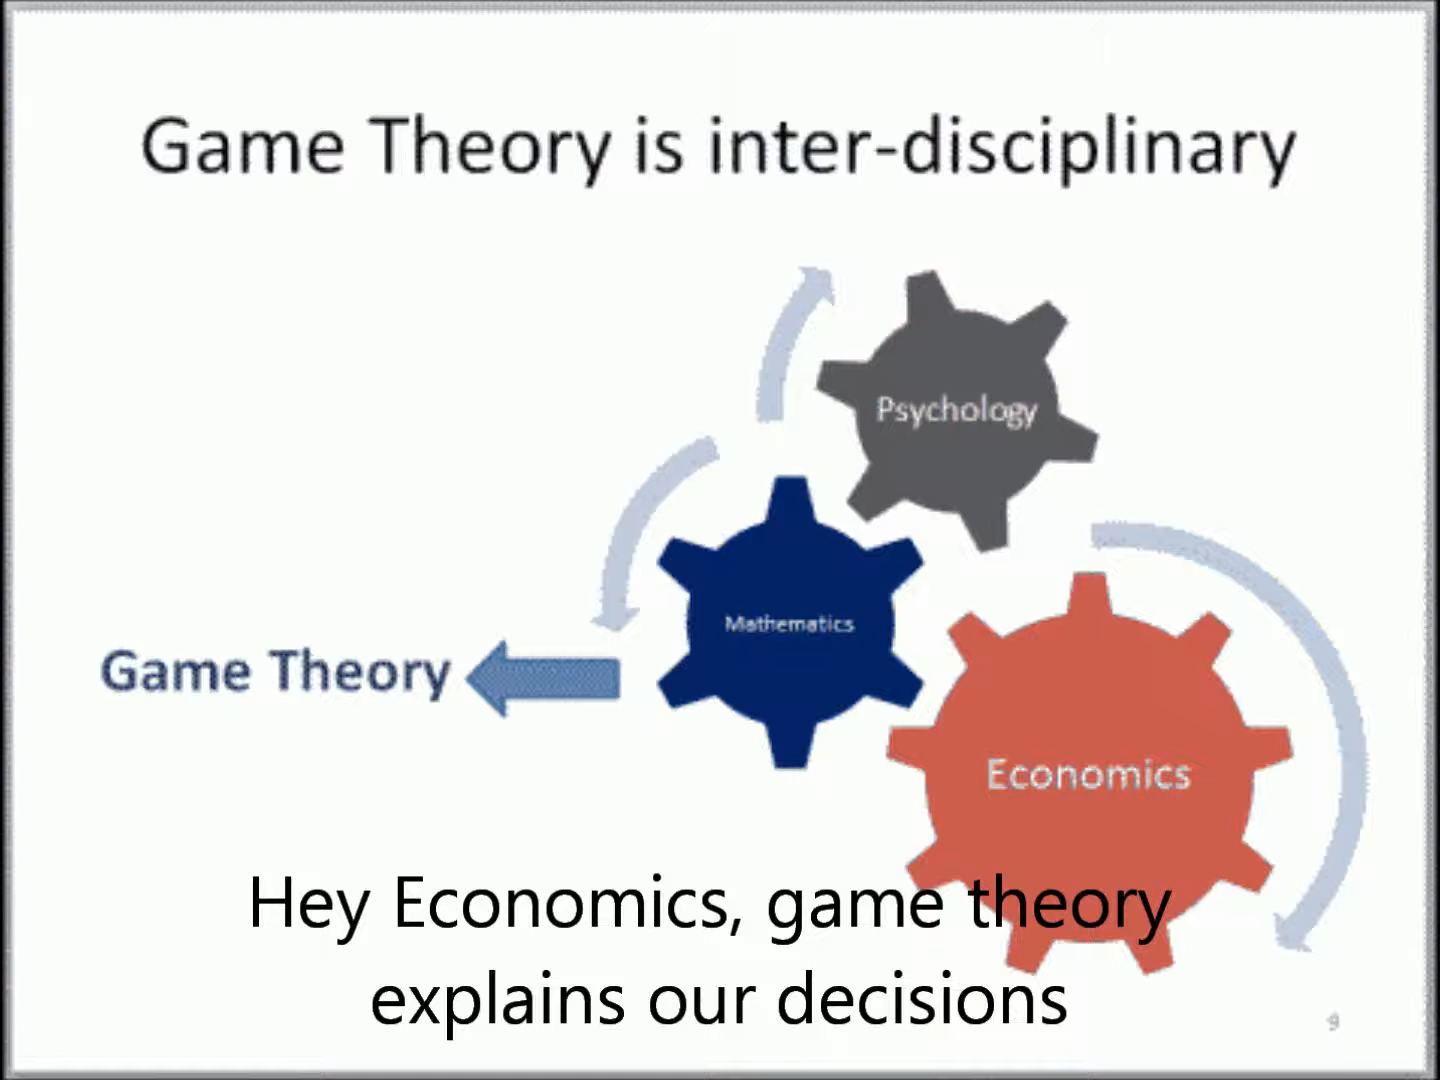 Game Theory is inter-disciplinary
Psychology
Mathematics
Game Theory
Economics
Hey Economics, game theory
explains our decisions
9